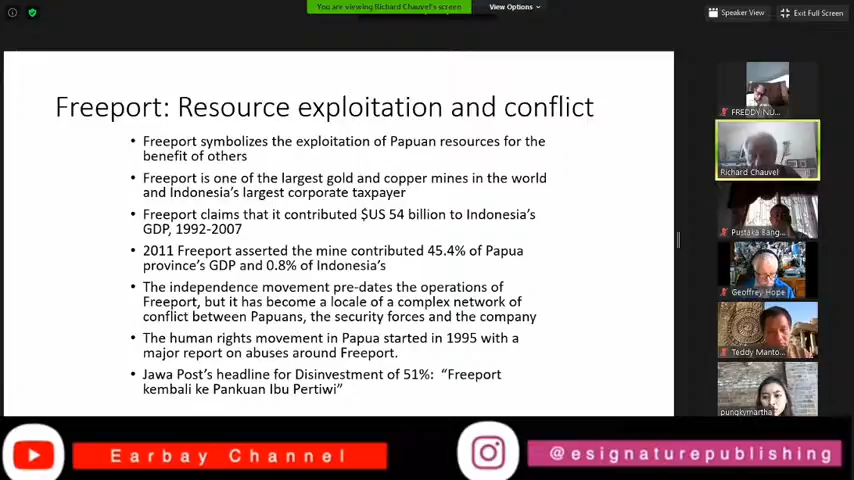 You are viewing Richard Chauvel's screen
View Options
Speaker View
Exit Full Screen
Freeport: Resource exploitation and conflict
• Freeport symbolizes the exploitation of Papuan resources for the
benefit of others
• Freeport is one of the largest gold and copper mines in the world
and Indonesia's largest corporate taxpayer
• Freeport claims that it contributed $US 54 billion to Indonesia's
GDP, 1992-2007
• 2011 Freeport asserted the mine contributed 45.4% of Papua
province's GDP and 0.8% of Indonesia's
• The independence movement pre-dates the operations of
Freeport, but it has become a locale of a complex network of
conflict between Papuans, the security forces and the company
• The human rights movement in Papua started in 1995 with a
major report on abuses around Freeport.
• Jawa Post's headline for Disinvestment of 51%: "Freeport
kembali ke Pankuan Ibu Pertiwi"
FREDDY NU...
Richard Chauvel
Pustaka Bang...
Geoffrey Hope
Teddy Manto...
pungkymartha
Earbay Channel
@esignaturepublishing